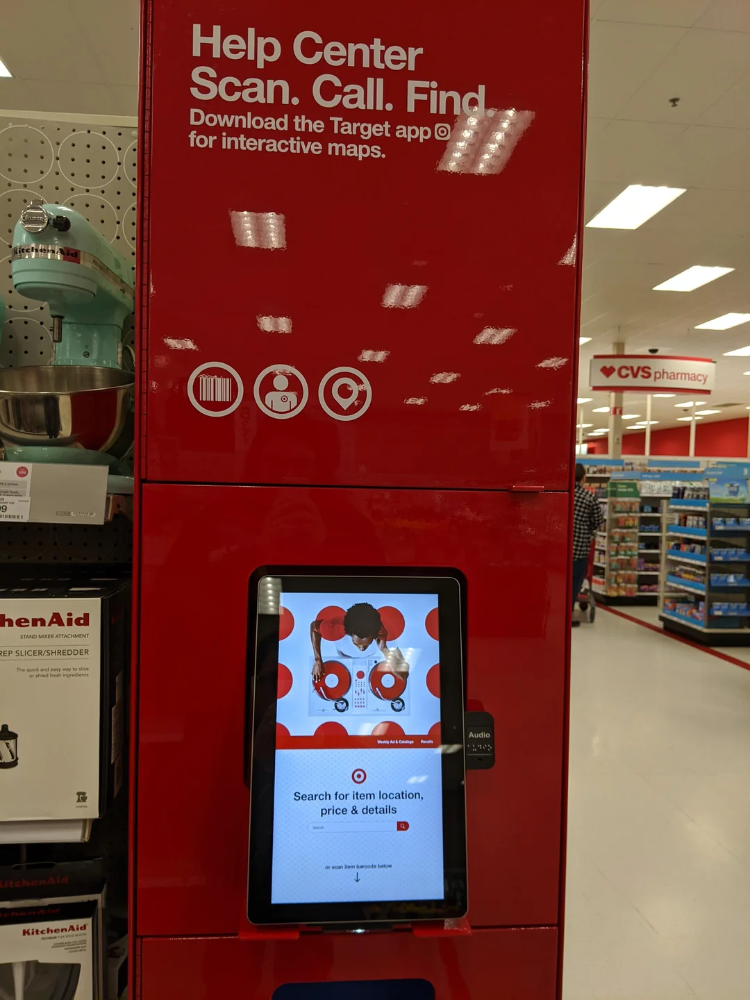 Help Center
Scan. Call. Find.
Download the Target app
for interactive maps.
KitchenAid
CVS pharmacy
henAid
STAND MIXER ATTACHMENT
REP SLICER/SHREDDER
The quick and easy way to slice
or shred fresh ingredients
Audio
Weekly Ad & Catalogs Recalls
Search for item location,
price & details
Search
or scan item barcode below
KitchenAid
KitchenAid